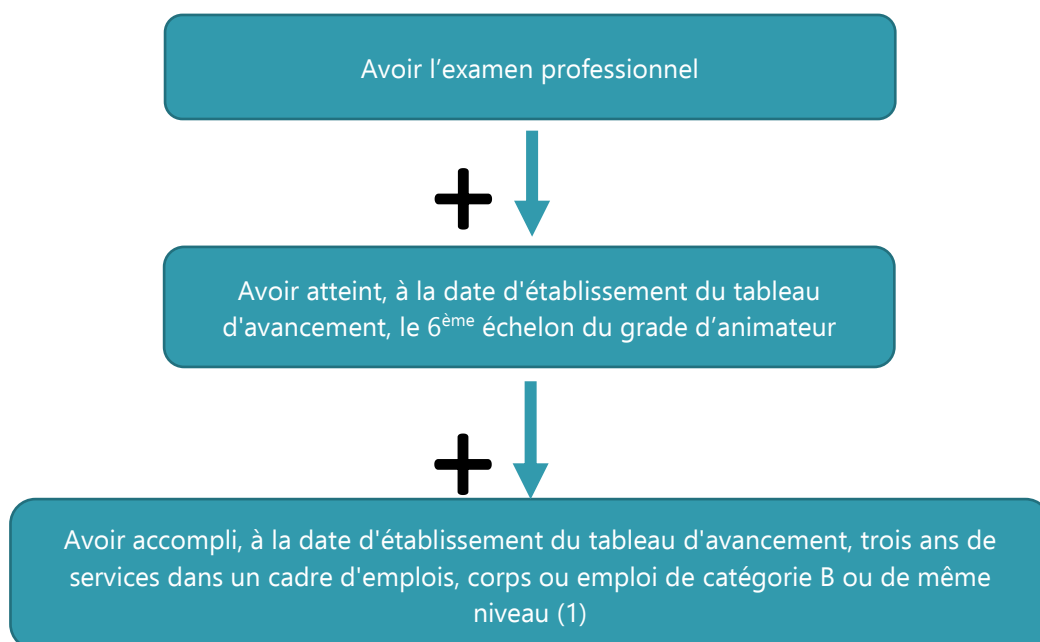 Avoir l’examen professionnel
Avoir atteint, à la date d'établissement du tableau
d'avancement, le 6ème échelon du grade d’animateur
Avoir accompli, à la date d'établissement du tableau d'avancement, trois ans de
services dans un cadre d'emplois, corps ou emploi de catégorie B ou de même
niveau (1)